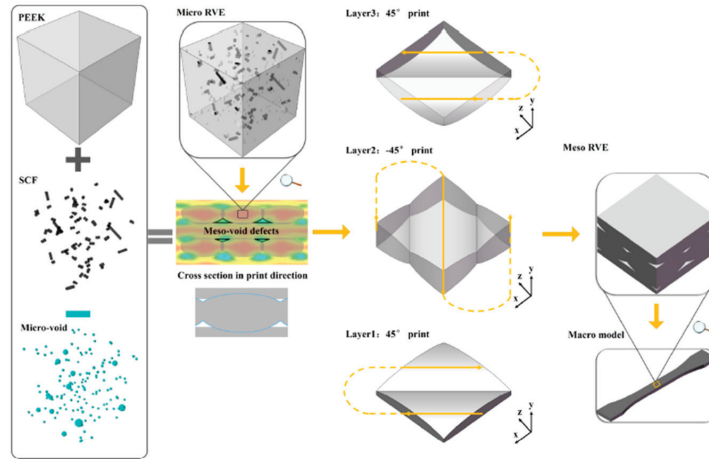 PEEK
SCF
Micro-void
Micro RVE
Meso-void defects
Cross section in print direction
Layer3: 45° print
y
z
x
Layer2: -45° print
y
z
x
Layer1: 45° print
y
z
x
Meso RVE
Macro model